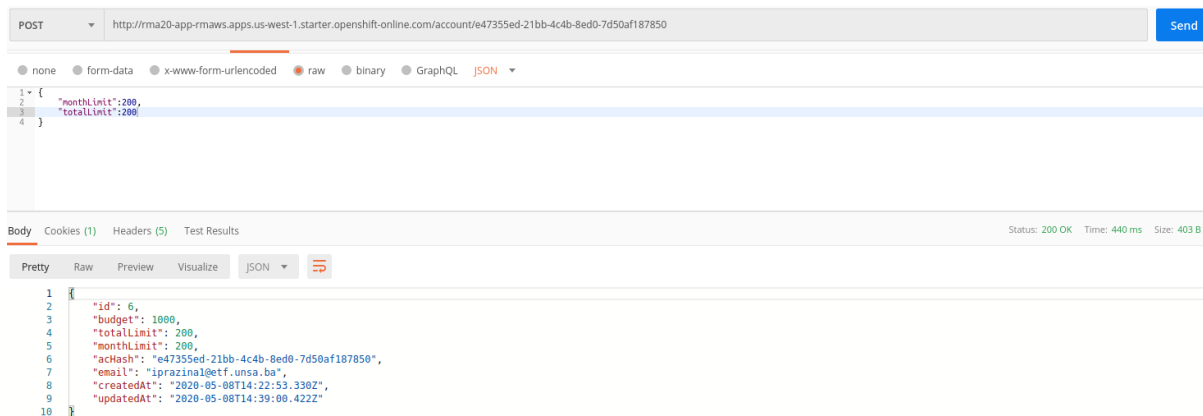 POST http://rma20-app-rmaws.apps.us-west-1.starter.openshift-online.com/account/e47355ed-21bb-4c4b-8ed0-7d50af187850 Send
none form-data x-www-form-urlencoded raw binary GraphQL JSON
1 {
2 "monthLimit":200,
3 "totalLimit":200
4 }
Body Cookies (1) Headers (5) Test Results Status: 200 OK Time: 440 ms Size: 403 B
Pretty Raw Preview Visualize JSON
1 {
2 "id": 6,
3 "budget": 1000,
4 "totalLimit": 200,
5 "monthLimit": 200,
6 "acHash": "e47355ed-21bb-4c4b-8ed0-7d50af187850",
7 "email": "iprazina1@etf.unsa.ba",
8 "createdAt": "2020-05-08T14:22:53.330Z",
9 "updatedAt": "2020-05-08T14:39:00.422Z"
10 }